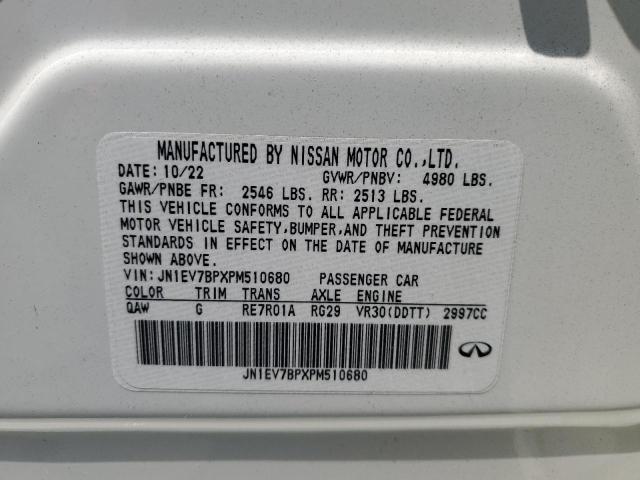 MANUFACTURED BY NISSAN MOTOR CO.,LTD.
DATE: 10/22 GVWR/PNBV: 4980 LBS.
GAWR/PNBE FR: 2546 LBS. RR: 2513 LBS.
THIS VEHICLE CONFORMS TO ALL APPLICABLE FEDERAL
MOTOR VEHICLE SAFETY,BUMPER,AND THEFT PREVENTION
STANDARDS IN EFFECT ON THE DATE OF MANUFACTURE
SHOWN ABOVE.
VIN: JN1EV7BPXPM510680 PASSENGER CAR
COLOR TRIM TRANS AXLE ENGINE
QAW G RE7R01A RG29 VR30(DDTT) 2997CC
JN1EV7BPXPM510680